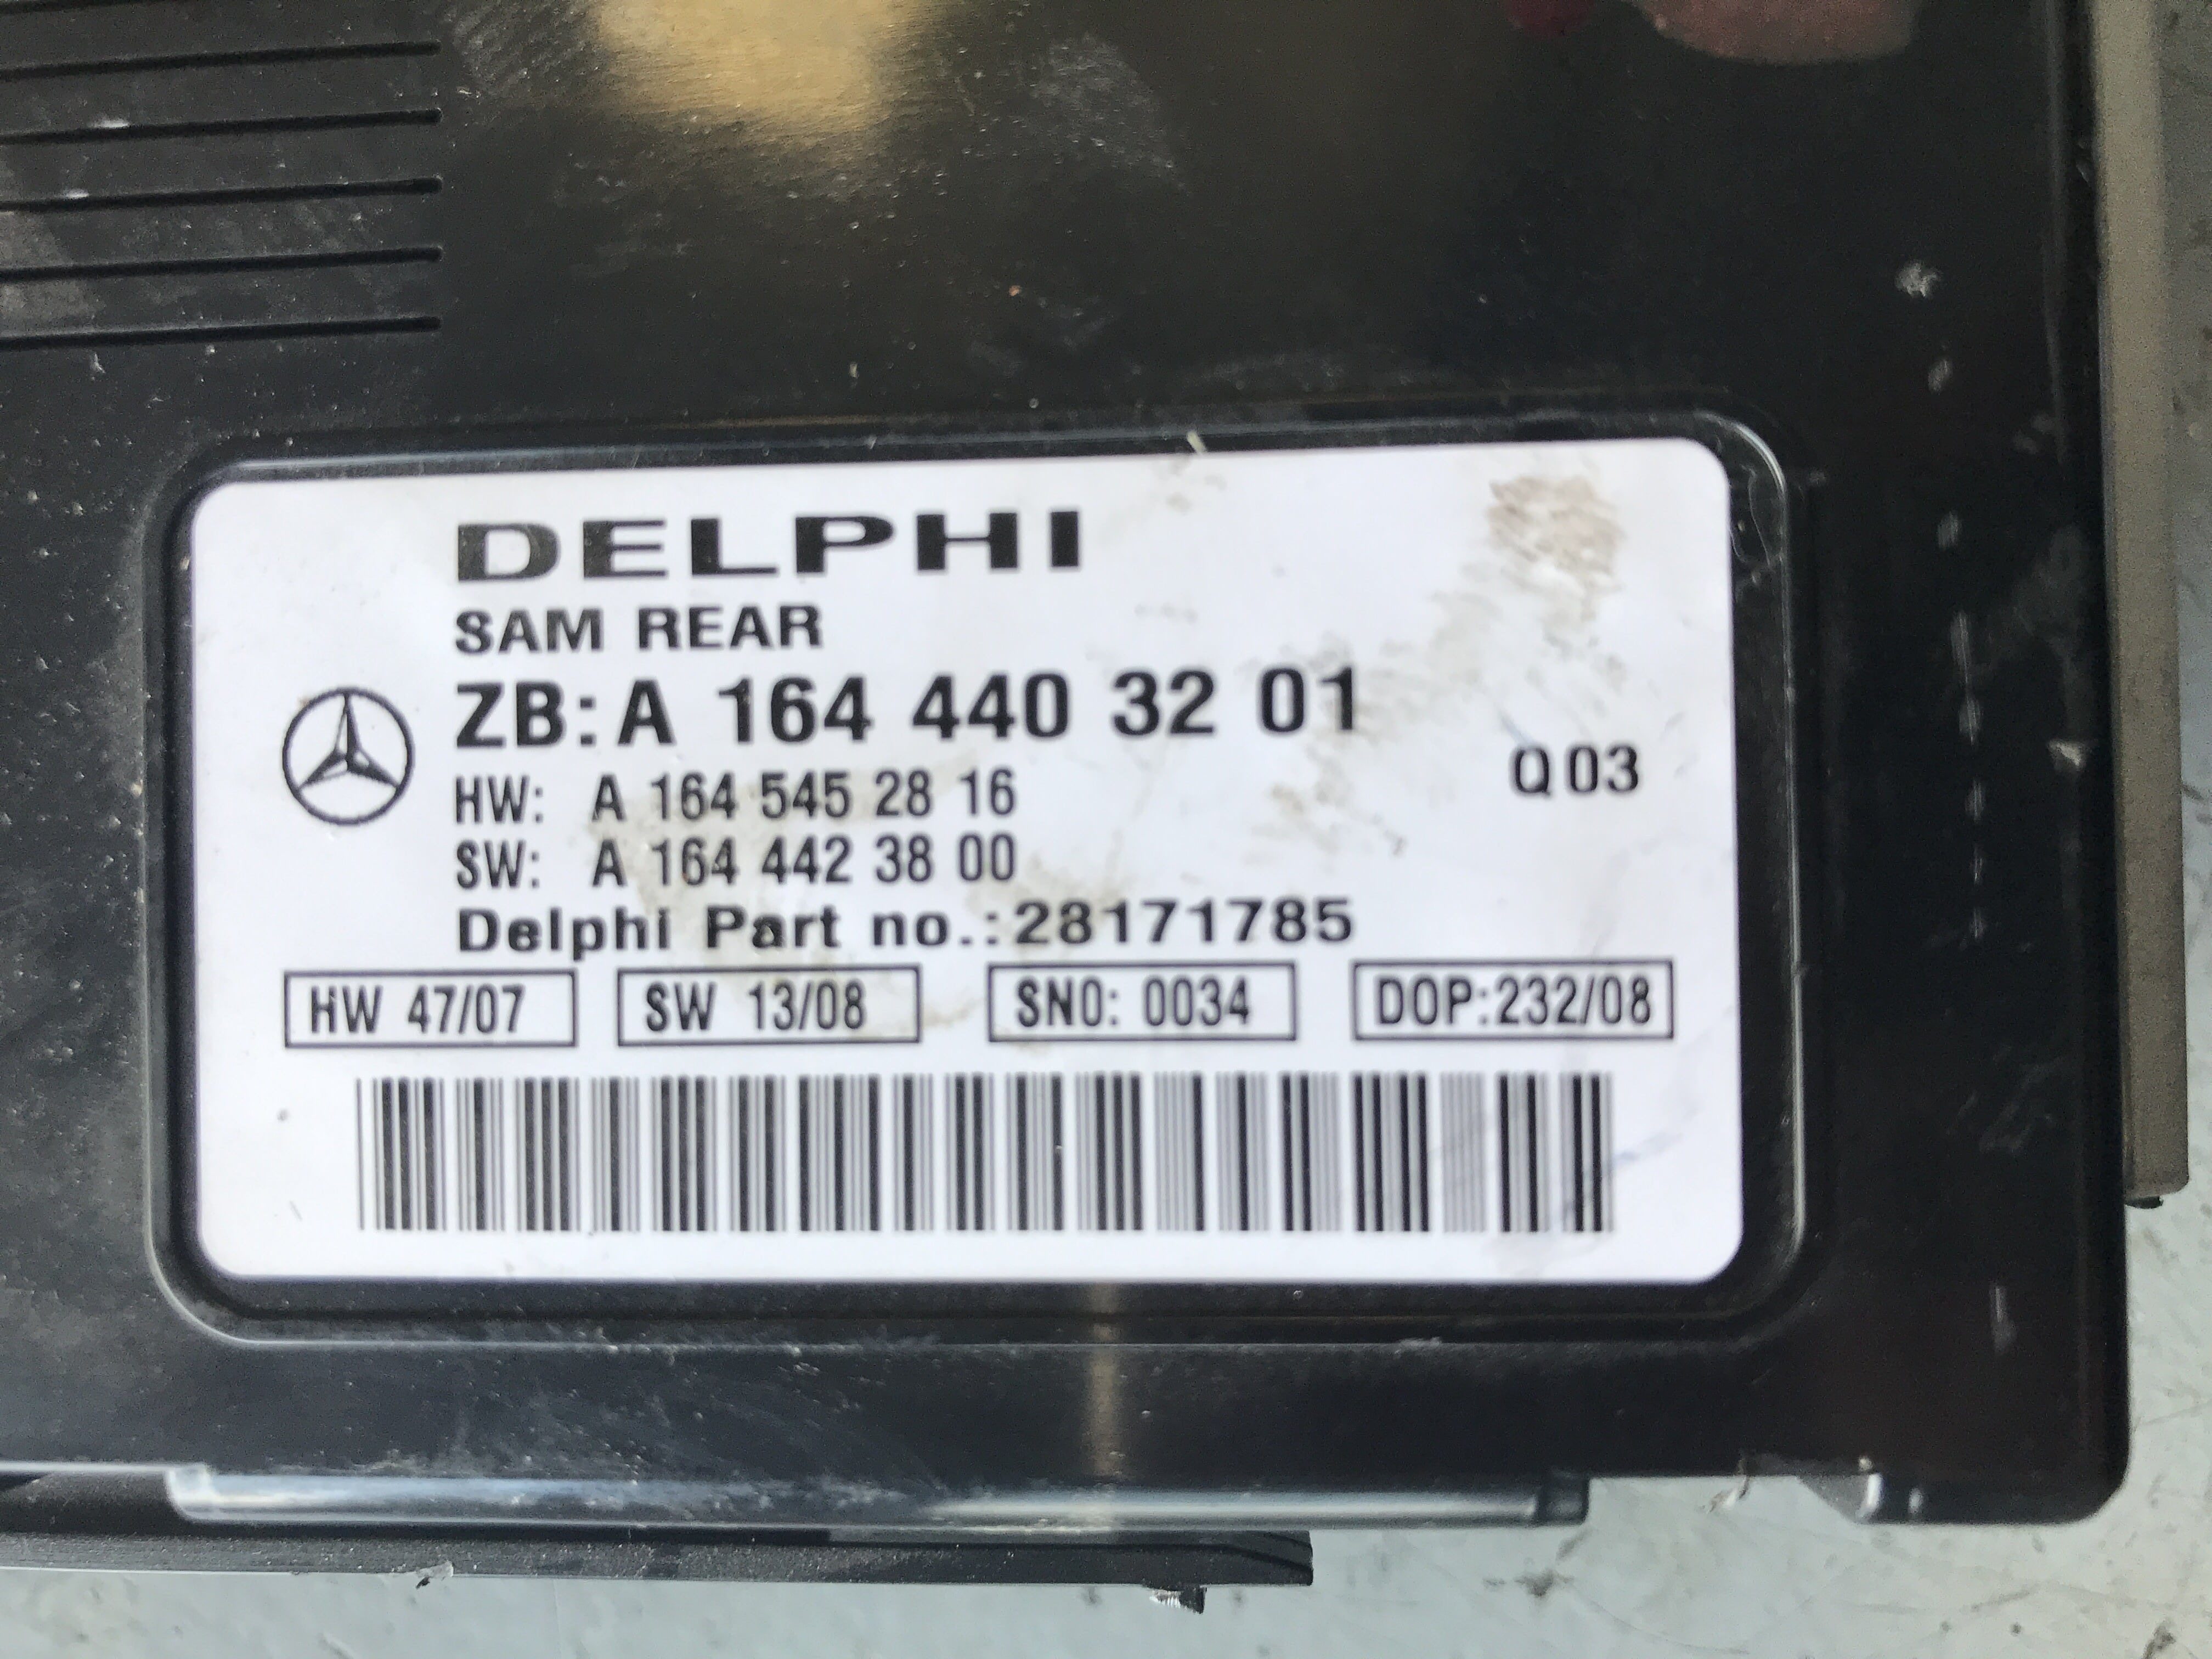 DELPHI
SAM REAR
ZB: A 164 440 32 01
Q03
HW: A 164 545 28 16
SW: A 164 442 38 00
Delphi Part no.:28171785
HW 47/07 SW 13/08 SNO: 0034 DOP:232/08